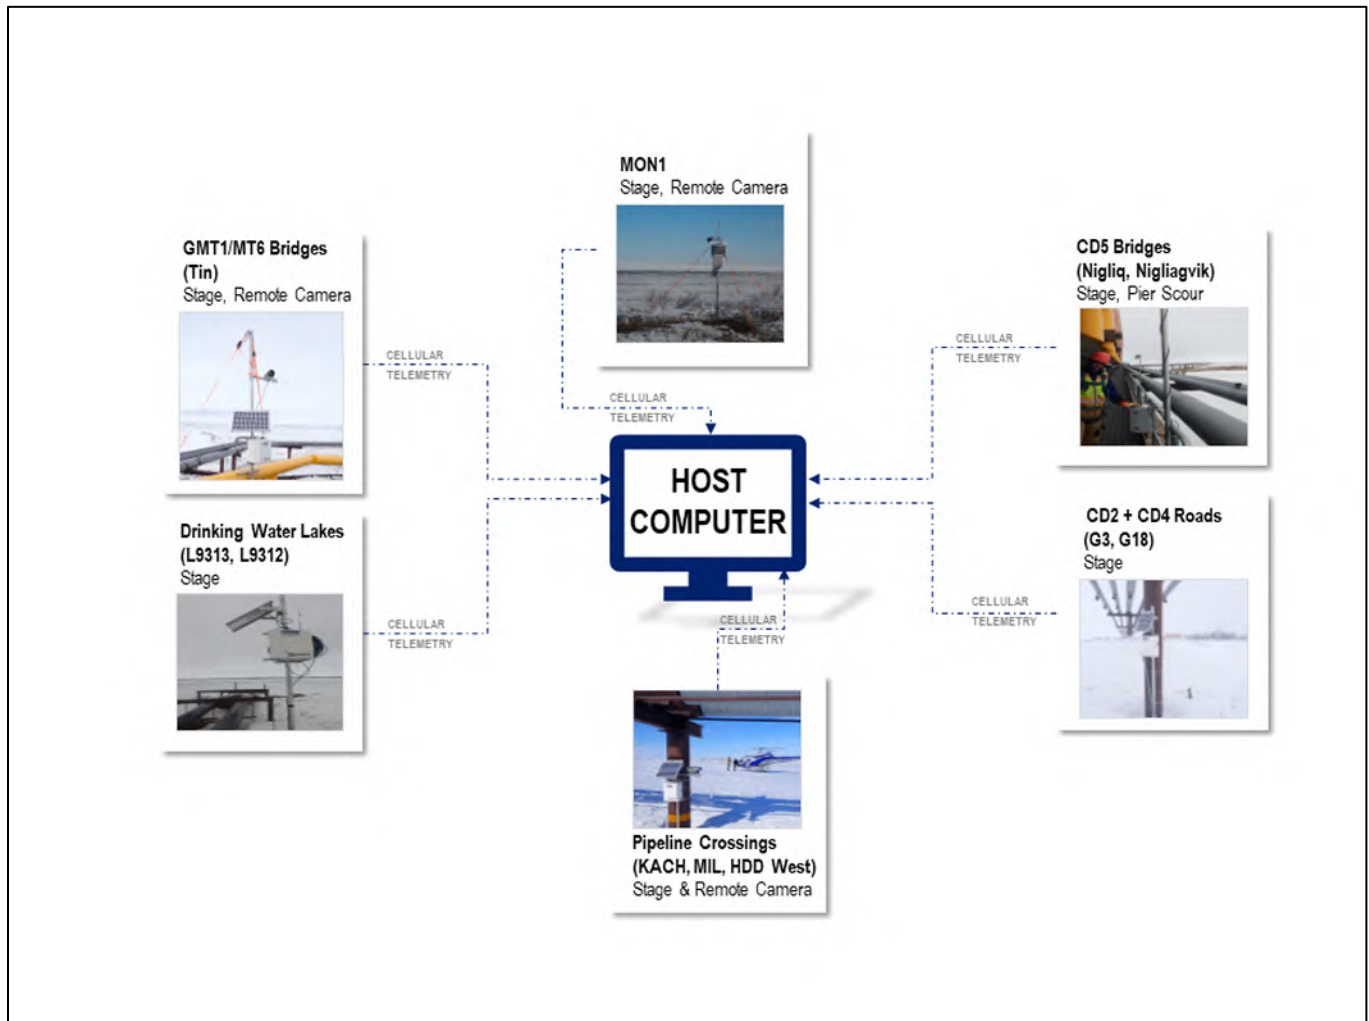 MON1
Stage, Remote Camera
GMT1/MT6 Bridges
(Tin)
Stage, Remote Camera
CELLULAR
TELEMETRY
CELLULAR
TELEMETRY
CD5 Bridges
(Nigliq, Nigliagvik)
Stage, Pier Scour
CELLULAR
TELEMETRY
HOST
COMPUTER
Drinking Water Lakes
(L9313, L9312)
Stage
CELLULAR
TELEMETRY
CD2 + CD4 Roads
(G3, G18)
Stage
CELLULAR
TELEMETRY
CELLULAR
TELEMETRY
Pipeline Crossings
(KACH, MIL, HDD West)
Stage & Remote Camera